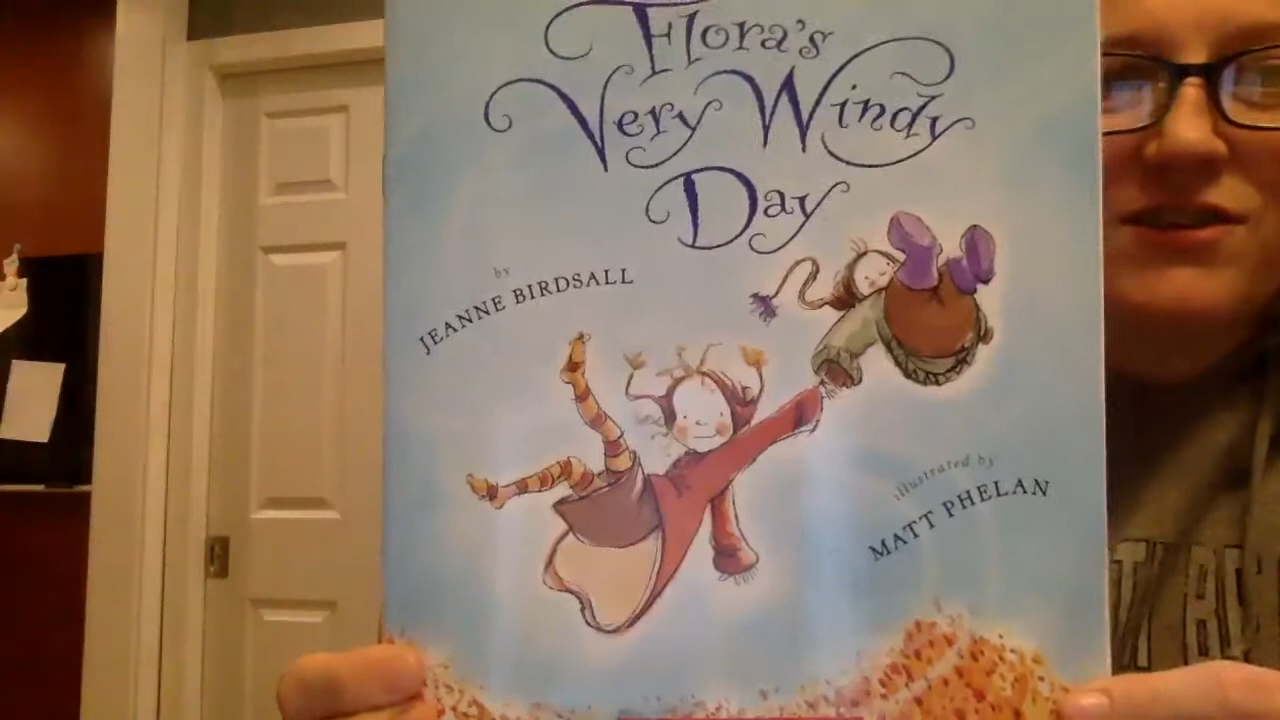 Flora's
Very Windy
Day
by
JEANNE BIRDSALL
illustrated by
MATT PHELAN